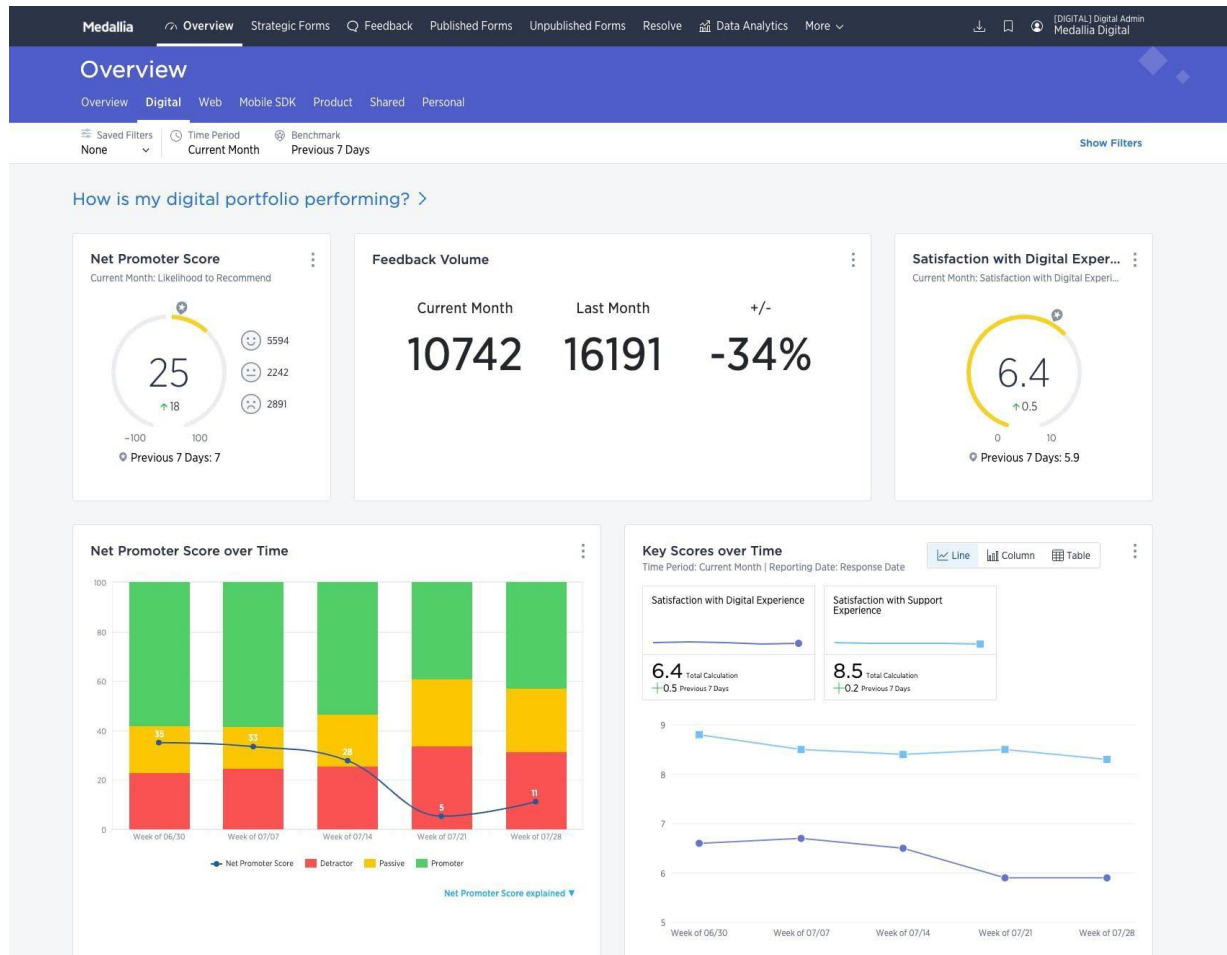 Medallia
Overview
Strategic Forms
Feedback
Published Forms
Unpublished Forms
Resolve
Data Analytics
More
[DIGITAL] Digital Admin
Medallia Digital
Overview
Overview
Digital
Web
Mobile SDK
Product
Shared
Personal
Saved Filters
None
Time Period
Current Month
Benchmark
Previous 7 Days
Show Filters
How is my digital portfolio performing? >
Net Promoter Score
Current Month: Likelihood to Recommend
25
↑18
-100
100
5594
2242
2891
Previous 7 Days: 7
Feedback Volume
Current Month
Last Month
+/-
10742
16191
-34%
Satisfaction with Digital Exper...
Current Month: Satisfaction with Digital Experi...
6.4
↑0.5
0
10
Previous 7 Days: 5.9
Net Promoter Score over Time
100
80
60
40
20
0
35
33
28
5
11
Week of 06/30
Week of 07/07
Week of 07/14
Week of 07/21
Week of 07/28
Net Promoter Score
Detractor
Passive
Promoter
Net Promoter Score explained ▼
Key Scores over Time
Time Period: Current Month | Reporting Date: Response Date
Line
Column
Table
Satisfaction with Digital Experience
6.4 Total Calculation
+0.5 Previous 7 Days
Satisfaction with Support
Experience
8.5 Total Calculation
+0.2 Previous 7 Days
9
8
7
6
5
Week of 06/30
Week of 07/07
Week of 07/14
Week of 07/21
Week of 07/28